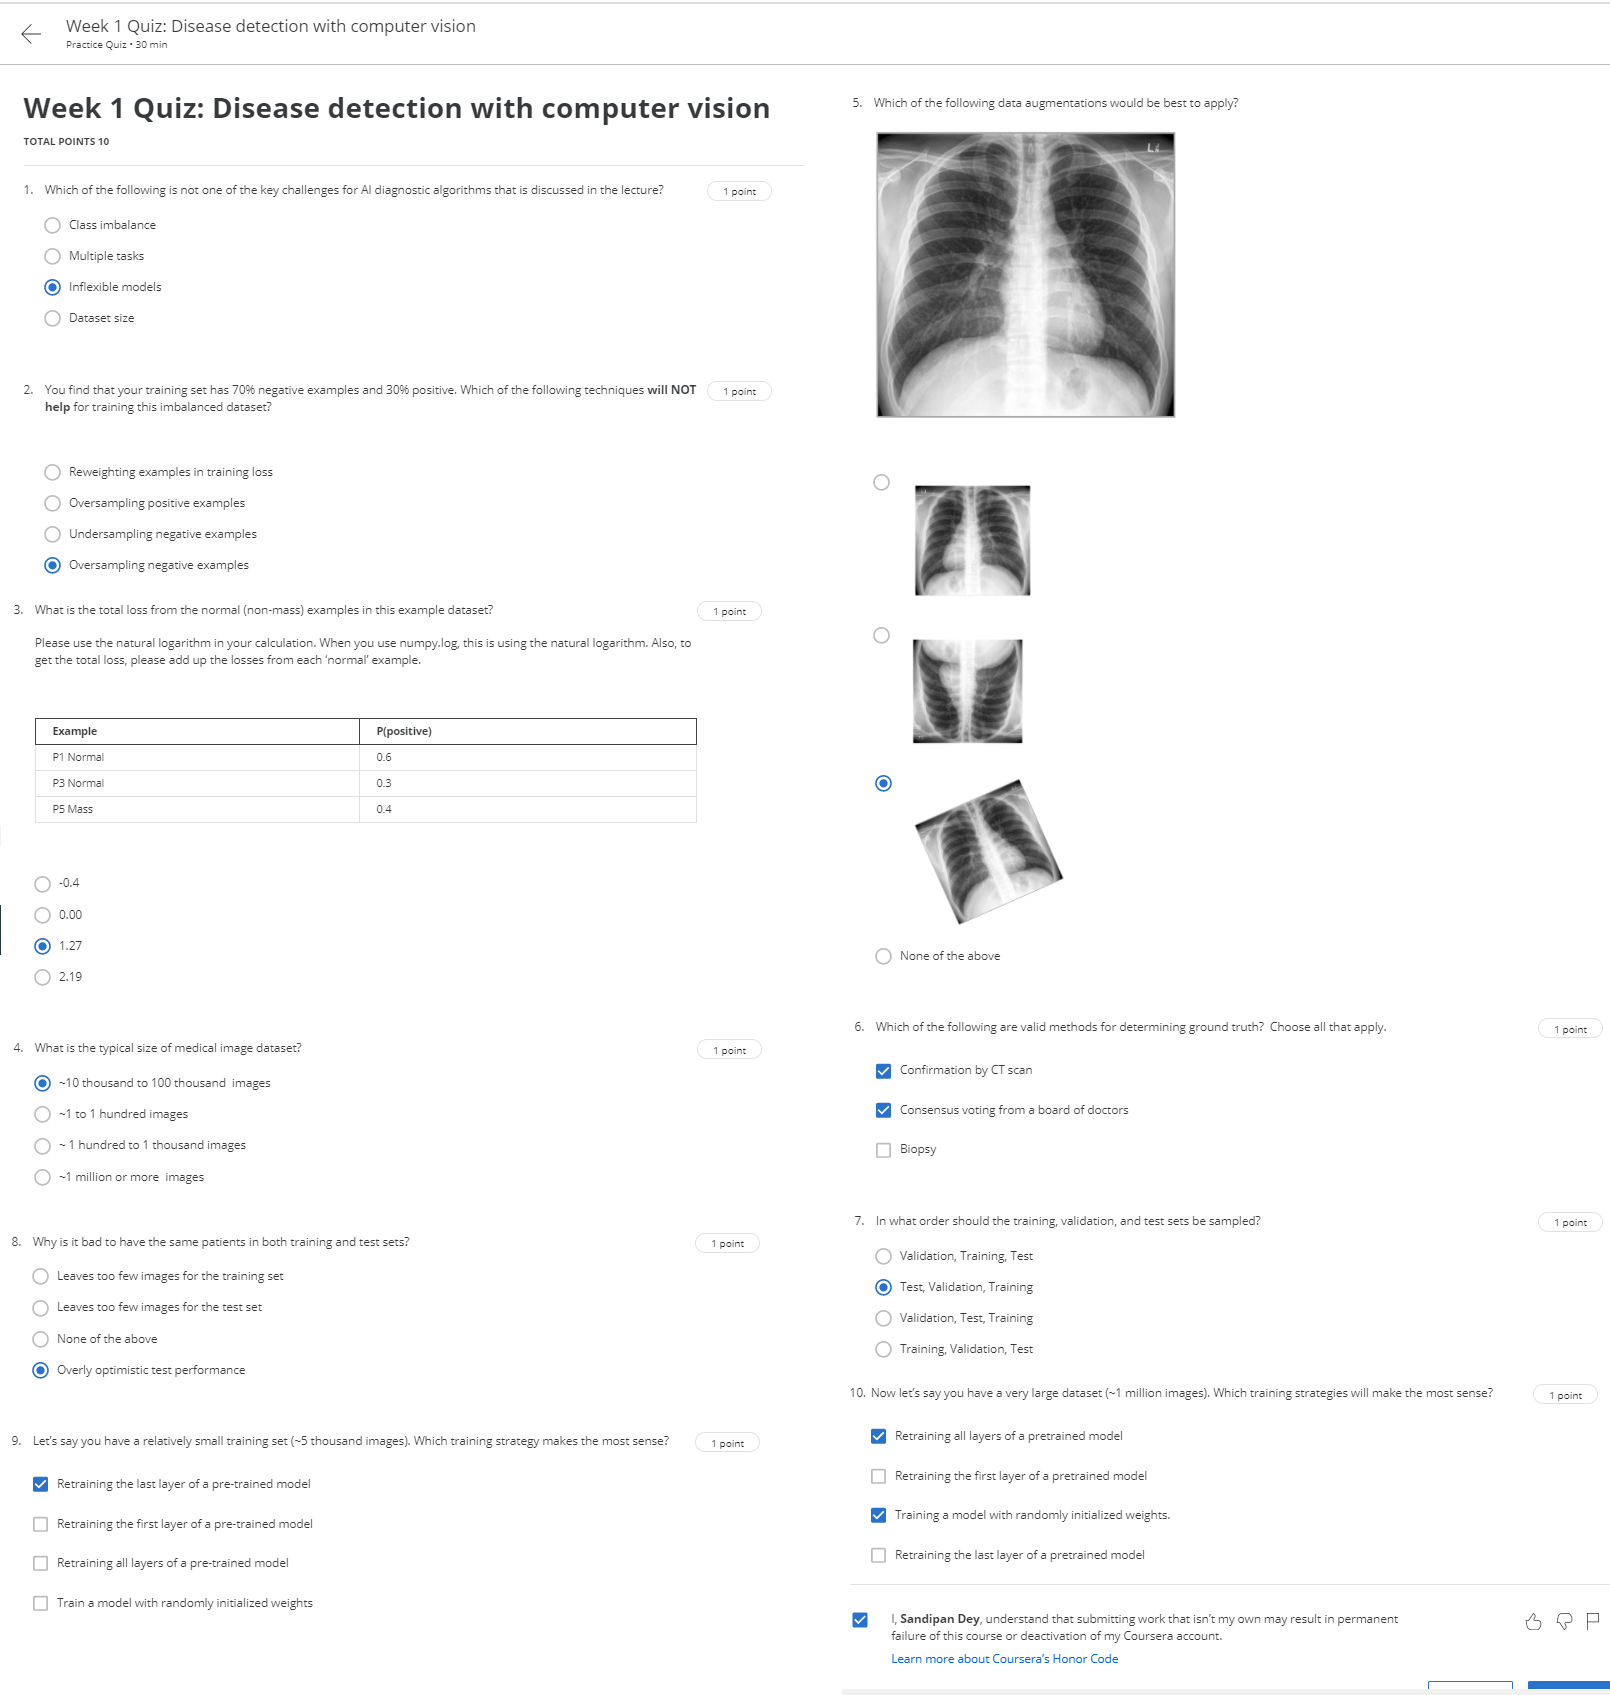 Week 1 Quiz: Disease detection with computer vision
Practice Quiz • 30 min
Week 1 Quiz: Disease detection with computer vision
TOTAL POINTS 10
1. Which of the following is not one of the key challenges for AI diagnostic algorithms that is discussed in the lecture?
1 point
Class imbalance
Multiple tasks
Inflexible models
Dataset size
2. You find that your training set has 70% negative examples and 30% positive. Which of the following techniques will NOT
help for training this imbalanced dataset?
1 point
Reweighting examples in training loss
Oversampling positive examples
Undersampling negative examples
Oversampling negative examples
3. What is the total loss from the normal (non-mass) examples in this example dataset?
1 point
Please use the natural logarithm in your calculation. When you use numpy.log, this is using the natural logarithm. Also, to
get the total loss, please add up the losses from each ‘normal’ example.
Example P(positive)
P1 Normal 0.6
P3 Normal 0.3
P5 Mass 0.4
-0.4
0.00
1.27
2.19
4. What is the typical size of medical image dataset?
1 point
~10 thousand to 100 thousand images
~1 to 1 hundred images
~ 1 hundred to 1 thousand images
~1 million or more images
8. Why is it bad to have the same patients in both training and test sets?
1 point
Leaves too few images for the training set
Leaves too few images for the test set
None of the above
Overly optimistic test performance
9. Let’s say you have a relatively small training set (~5 thousand images). Which training strategy makes the most sense?
1 point
Retraining the last layer of a pre-trained model
Retraining the first layer of a pre-trained model
Retraining all layers of a pre-trained model
Train a model with randomly initialized weights
5. Which of the following data augmentations would be best to apply?
None of the above
6. Which of the following are valid methods for determining ground truth? Choose all that apply.
1 point
Confirmation by CT scan
Consensus voting from a board of doctors
Biopsy
7. In what order should the training, validation, and test sets be sampled?
1 point
Validation, Training, Test
Test, Validation, Training
Validation, Test, Training
Training, Validation, Test
10. Now let’s say you have a very large dataset (~1 million images). Which training strategies will make the most sense?
1 point
Retraining all layers of a pretrained model
Retraining the first layer of a pretrained model
Training a model with randomly initialized weights.
Retraining the last layer of a pretrained model
I, Sandipan Dey, understand that submitting work that isn’t my own may result in permanent
failure of this course or deactivation of my Coursera account.
Learn more about Coursera’s Honor Code